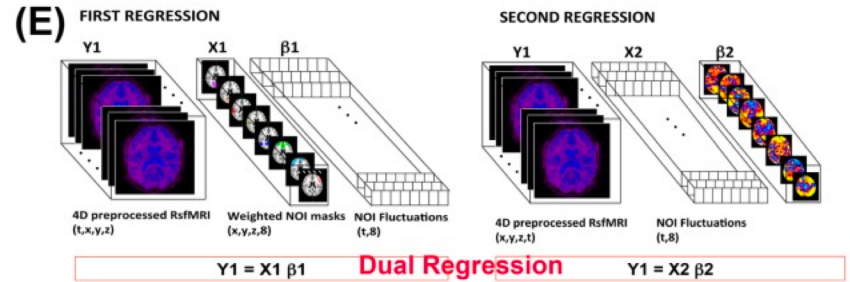 (E)
FIRST REGRESSION
Y1 X1 β1
4D preprocessed RsfMRI
(t,x,y,z)
Weighted NOI masks
(x,y,z,8)
NOI Fluctuations
(t,8)
Y1 = X1 β1
Dual Regression
SECOND REGRESSION
Y1 X2 β2
4D preprocessed RsfMRI
(x,y,z,t)
NOI Fluctuations
(t,8)
Y1 = X2 β2